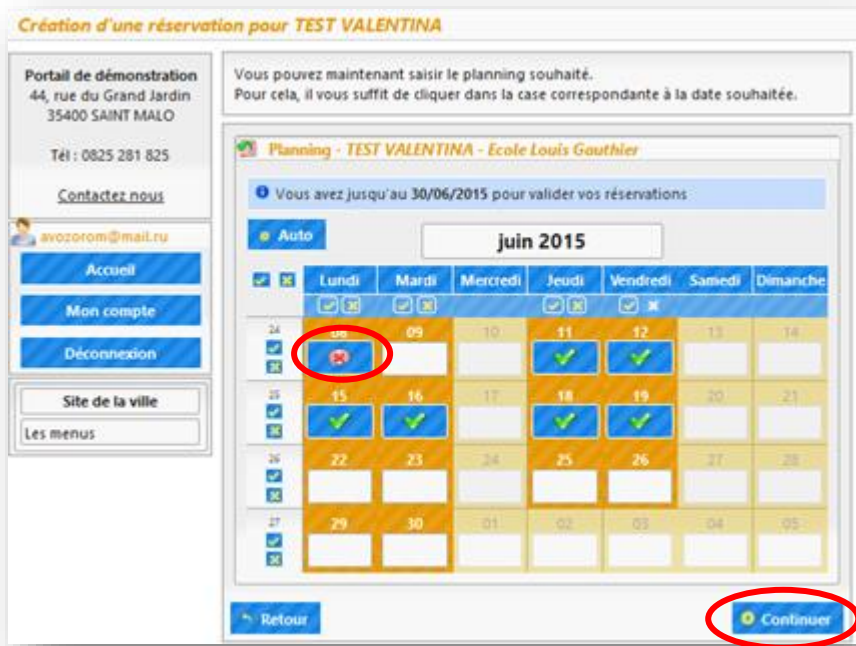 Création d'une réservation pour TEST VALENTINA
Portail de démonstration
44, rue du Grand Jardin
35400 SAINT MALO
Tél : 0825 281 825
Contactez nous
avozorom@mail.ru
Accueil
Mon compte
Déconnexion
Site de la ville
Les menus
Vous pouvez maintenant saisir le planning souhaité.
Pour cela, il vous suffit de cliquer dans la case correspondante à la date souhaitée.
Planning - TEST VALENTINA - Ecole Louis Gauthier
Vous avez jusqu'au 30/06/2015 pour valider vos réservations
Auto
juin 2015
Lundi Mardi Mercredi Jeudi Vendredi Samedi Dimanche
24 08 09 10 11 12 13 14
25 15 16 17 18 19 20 21
26 22 23 24 25 26 27 28
27 29 30 01 02 03 04 05
Retour
Continuer